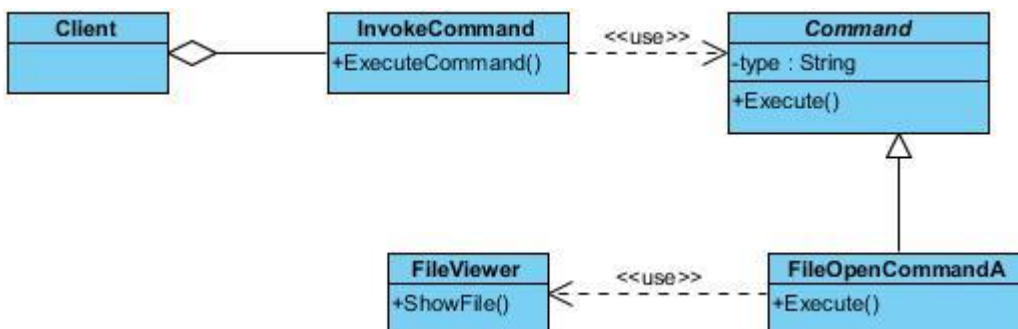 Client
InvokeCommand
+ExecuteCommand()
<<use>>
Command
-type : String
+Execute()
FileViewer
+ShowFile()
<<use>>
FileOpenCommandA
+Execute()